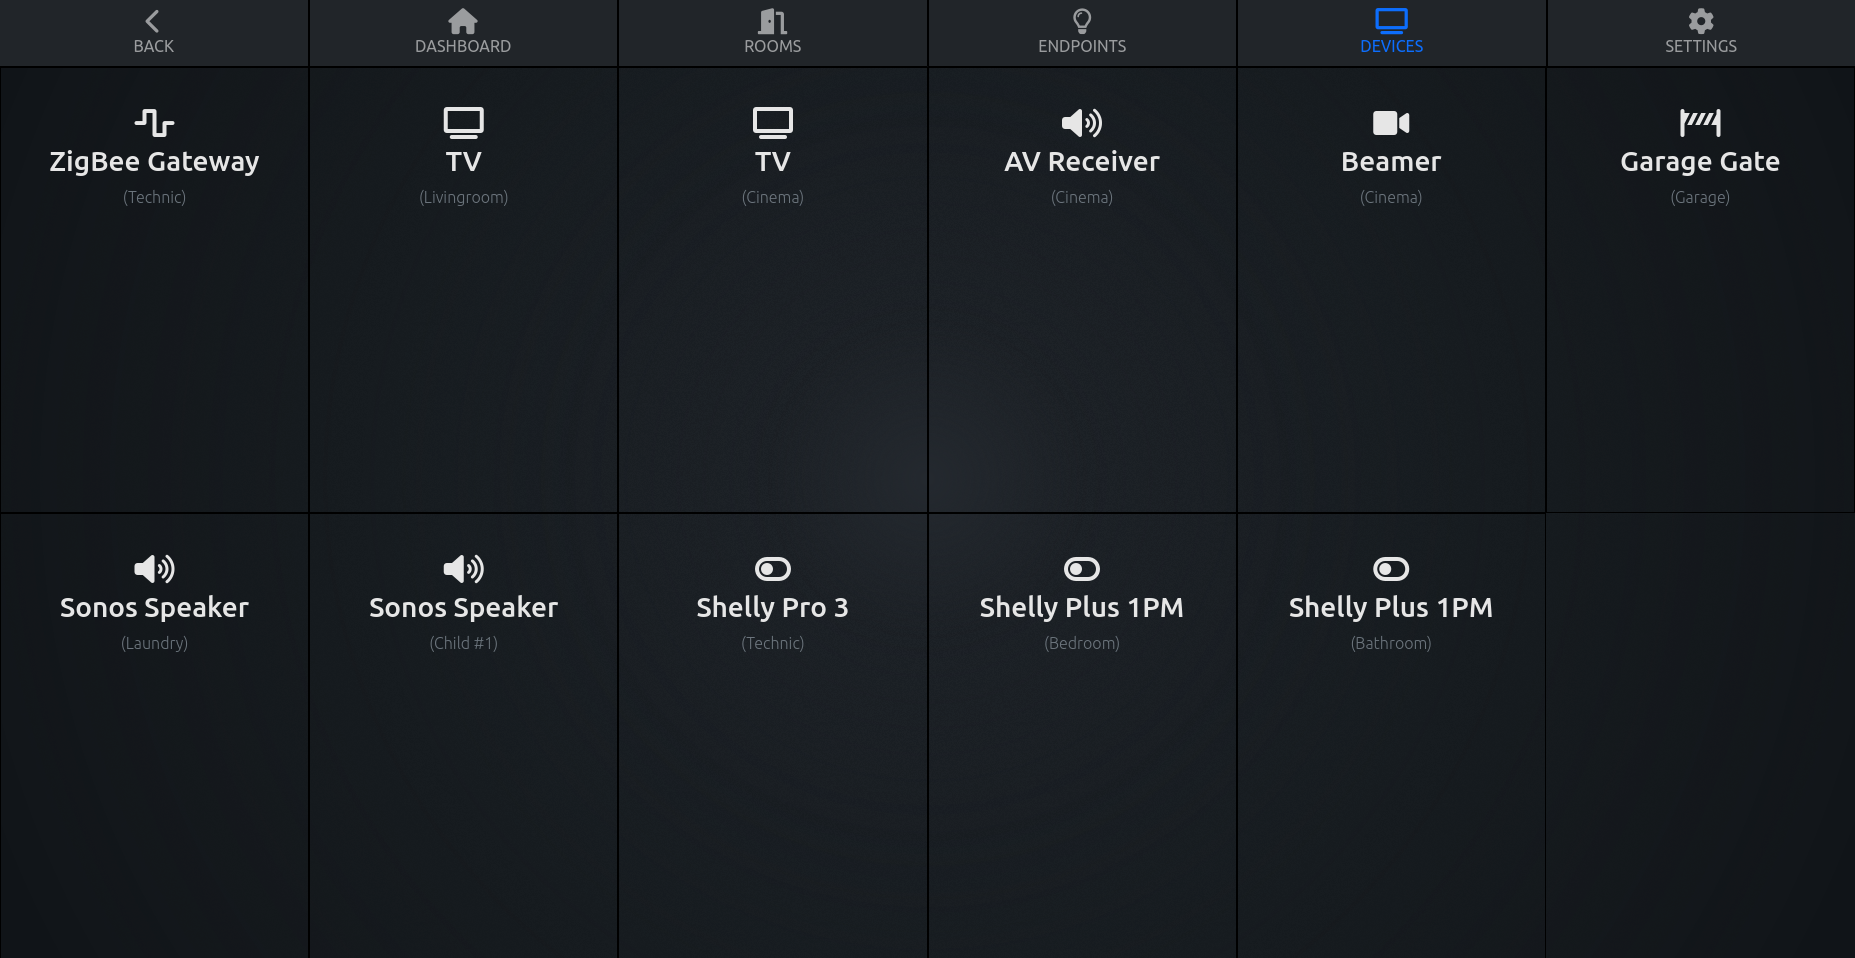 BACK
DASHBOARD
ROOMS
ENDPOINTS
DEVICES
SETTINGS
ZigBee Gateway
(Technic)
TV
(Livingroom)
TV
(Cinema)
AV Receiver
(Cinema)
Beamer
(Cinema)
Garage Gate
(Garage)
Sonos Speaker
(Laundry)
Sonos Speaker
(Child #1)
Shelly Pro 3
(Technic)
Shelly Plus 1PM
(Bedroom)
Shelly Plus 1PM
(Bathroom)